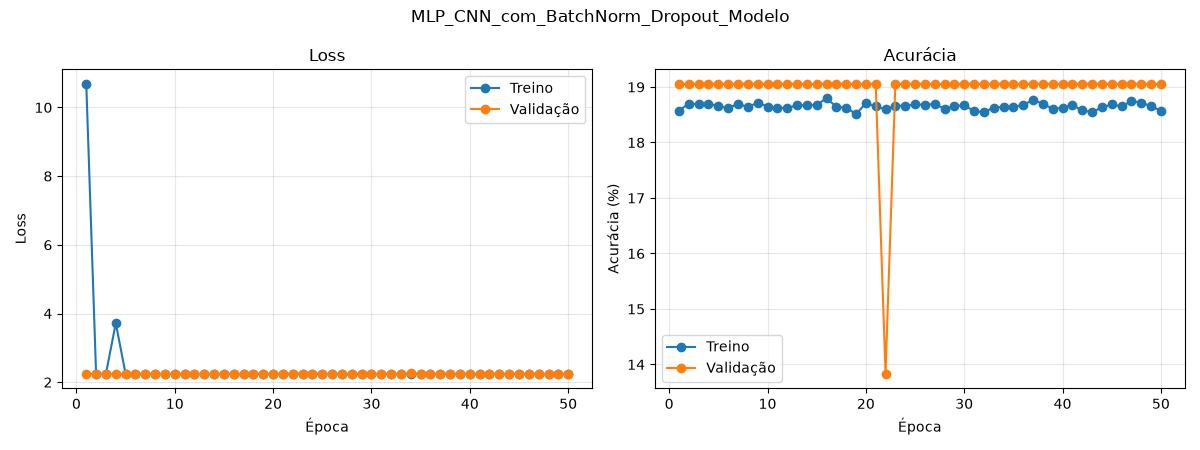 MLP_CNN_com_BatchNorm_Dropout_Modelo
Loss
Treino
Validação
10
8
6
4
2
Loss
0
10
20
30
40
50
Época
Acurácia
19
18
17
16
15
14
Acurácia (%)
Treino
Validação
0
10
20
30
40
50
Época